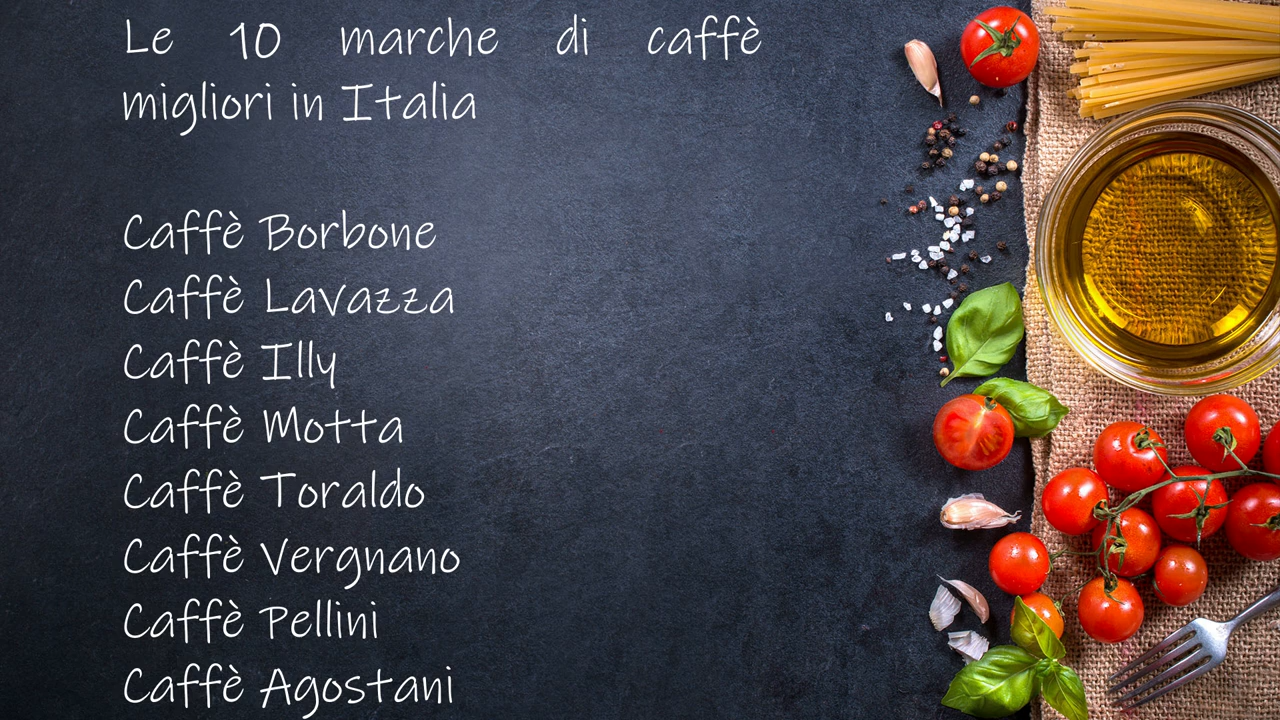 Le 10 marche di caffè
migliori in Italia
Caffè Borbone
Caffè Lavazza
Caffè Illy
Caffè Motta
Caffè Toraldo
Caffè Vergnano
Caffè Pellini
Caffè Agostani